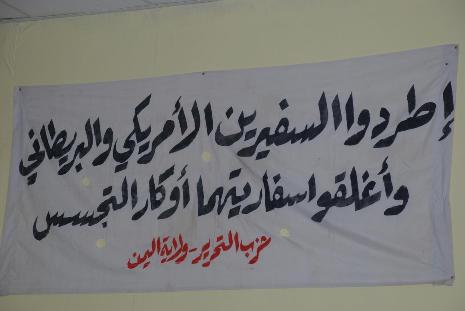 إطردوا السفيرين الأمريكي والبريطاني
وأغلقوا سفارتيهما أوكار التجسس
حزب التحرير - ولاية اليمن